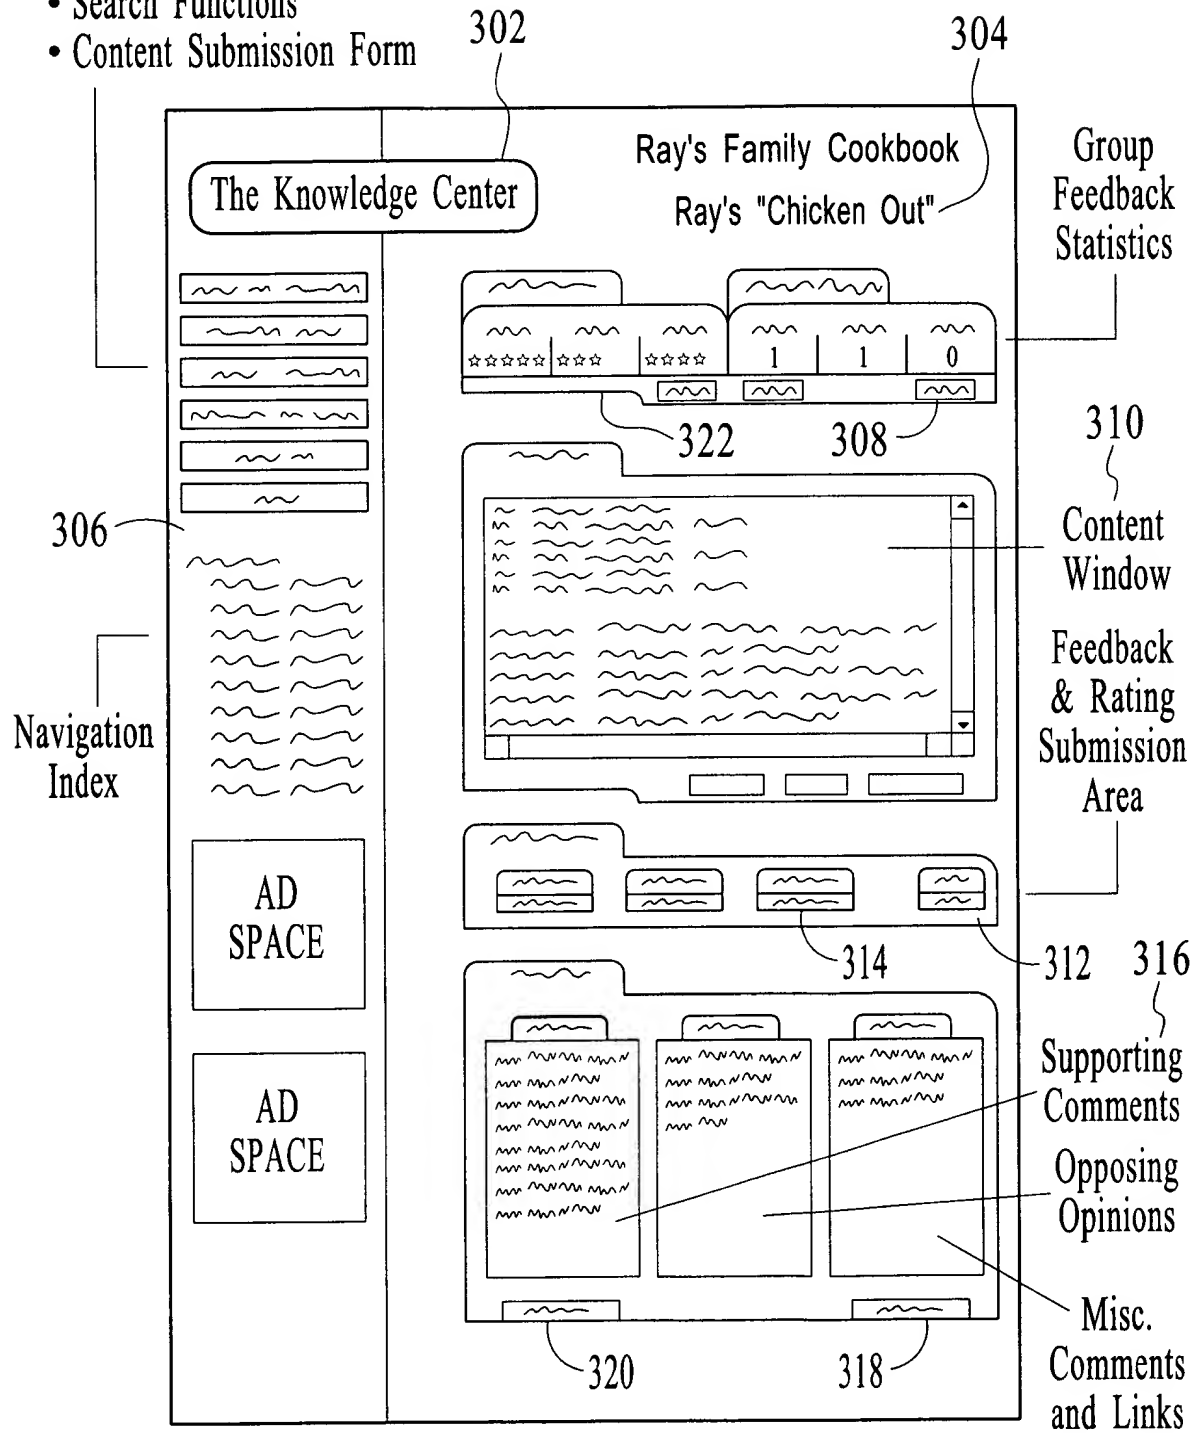 • Search Functions
• Content Submission Form
302
304
The Knowledge Center
Ray's Family Cookbook
Ray's "Chicken Out"
Group
Feedback
Statistics
1 1 0
322
308
310
Content
Window
306
Navigation
Index
Feedback
& Rating
Submission
Area
AD
SPACE
314
312
316
AD
SPACE
Supporting
Comments
Opposing
Opinions
Misc.
Comments
and Links
320
318